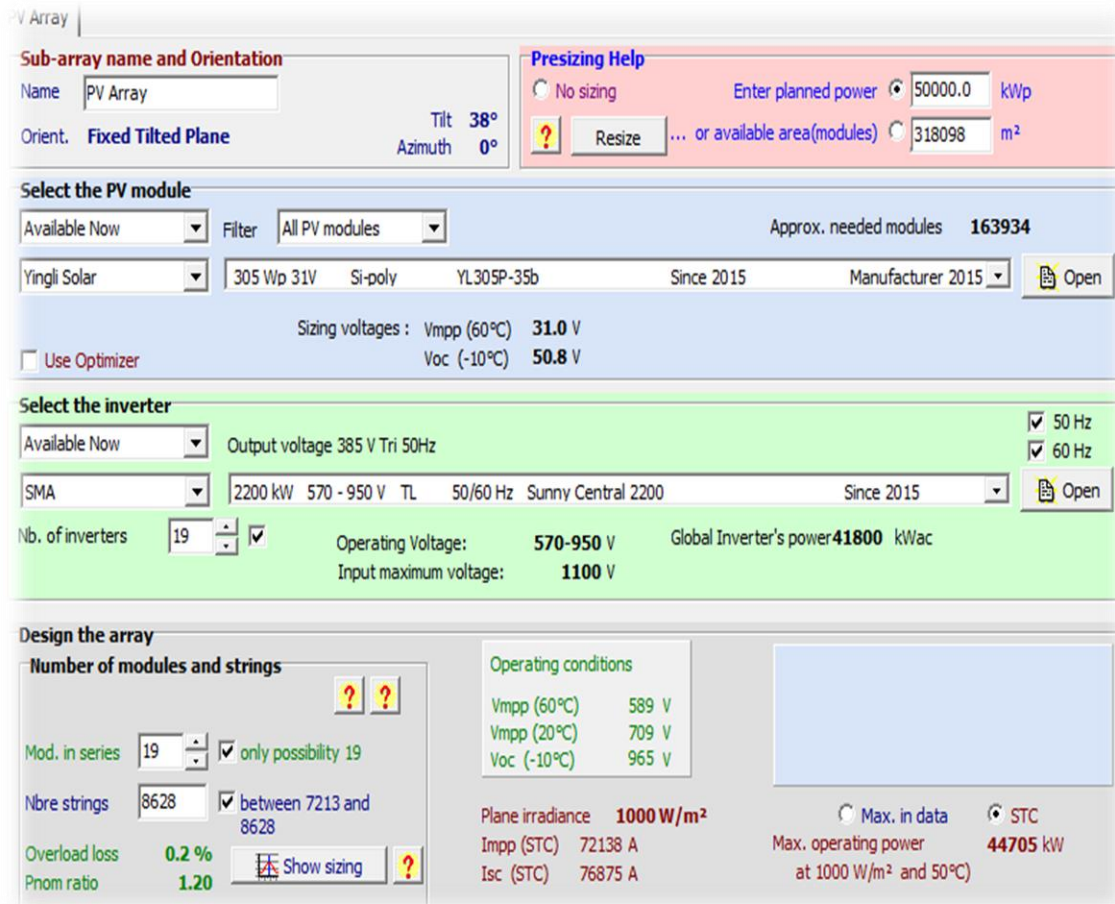 PV Array
Sub-array name and Orientation
Name PV Array
Orient. Fixed Tilted Plane
Tilt 38°
Azimuth 0°
Presizing Help
No sizing Enter planned power 50000.0 kWp
? Resize ... or available area(modules) 318098 m²
Select the PV module
Available Now Filter All PV modules Approx. needed modules 163934
Yingli Solar 305 Wp 31V Si-poly YL305P-35b Since 2015 Manufacturer 2015 Open
Sizing voltages : Vmpp (60°C) 31.0 V
Use Optimizer Voc (-10°C) 50.8 V
Select the inverter
Available Now Output voltage 385 V Tri 50Hz
50 Hz
60 Hz
SMA 2200 kW 570 - 950 V TL 50/60 Hz Sunny Central 2200 Since 2015 Open
Nb. of inverters 19 Operating Voltage: 570-950 V Global Inverter's power 41800 kWac
Input maximum voltage: 1100 V
Design the array
Number of modules and strings
? ?
Mod. in series 19 only possibility 19
Nbre strings 8628 between 7213 and
8628
Overload loss 0.2 %
Pnom ratio 1.20 Show sizing ?
Operating conditions
Vmpp (60°C) 589 V
Vmpp (20°C) 709 V
Voc (-10°C) 965 V
Plane irradiance 1000 W/m²
Impp (STC) 72138 A
Isc (STC) 76875 A
Max. in data STC
Max. operating power 44705 kW
at 1000 W/m² and 50°C)